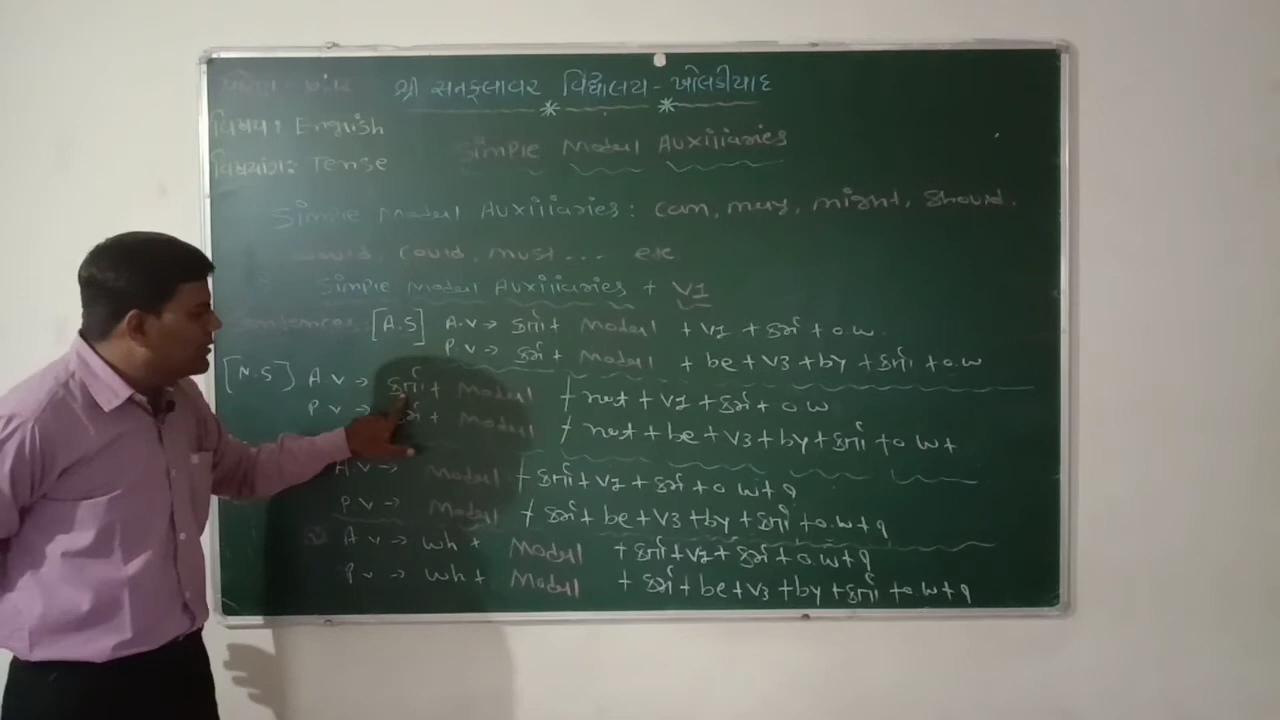 શ્રી સનફલાવર વિદ્યાલય - ખોલડીયાદ
વિષય: English
Simple Modal Auxiliaries
વિષયાંગ: Tense
Simple Modal Auxiliaries: can, may, might, should,
could, must... etc
Simple Modal Auxiliaries + V1
Sentences [A.S] A.V → કર્તા + Modal + V1 + કર્મ + o.w.
P.V → કર્મ + Modal + be + V3 + by + કર્તા + o.w
[N.S] A.V → કર્તા + Modal + not + V1 + કર્મ + o.w
P.V → કર્મ + Modal + not + be + V3 + by + કર્તા + o.w +
A.V → Modal + કર્તા + V1 + કર્મ + o.w + ?
P.V → Modal + કર્મ + be + V3 + by + કર્તા + o.w + ?
A.V → Wh + Modal + કર્તા + V1 + કર્મ + o.w + ?
P.V → Wh + Modal + કર્મ + be + V3 + by + કર્તા + o.w + ?